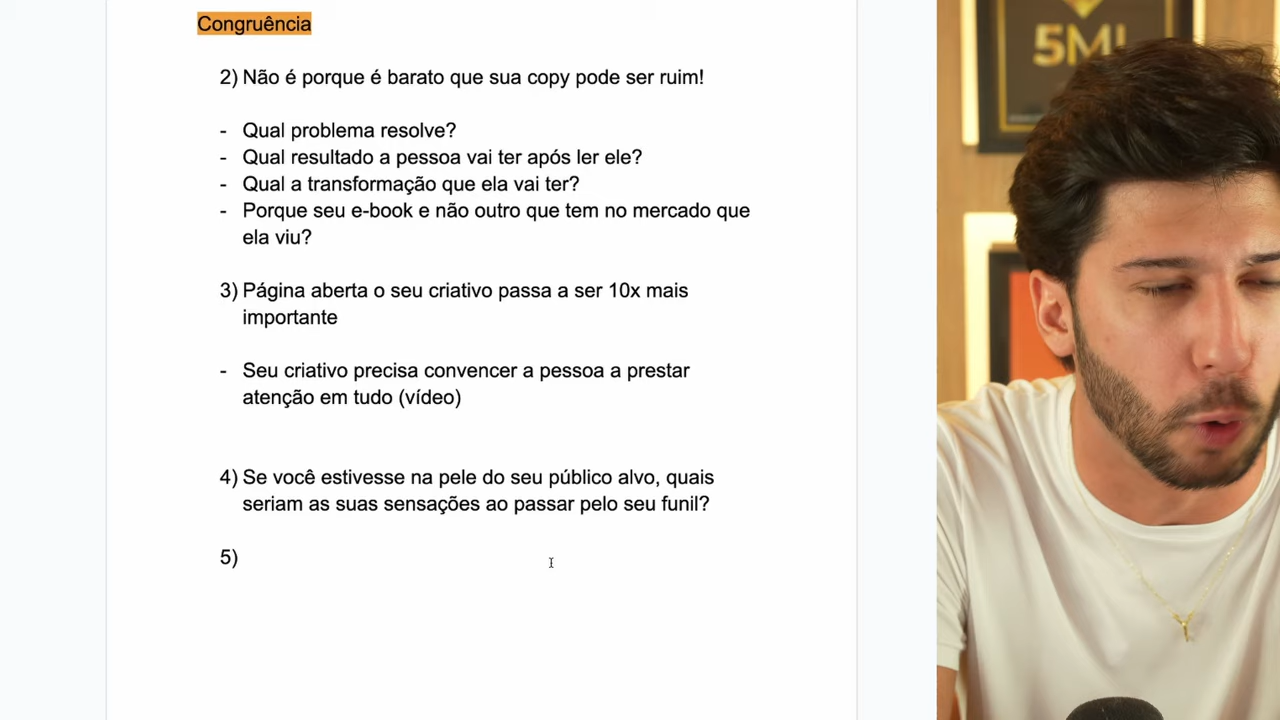 Congruência
2) Não é porque é barato que sua copy pode ser ruim!
- Qual problema resolve?
- Qual resultado a pessoa vai ter após ler ele?
- Qual a transformação que ela vai ter?
- Porque seu e-book e não outro que tem no mercado que
ela viu?
3) Página aberta o seu criativo passa a ser 10x mais
importante
- Seu criativo precisa convencer a pessoa a prestar
atenção em tudo (vídeo)
4) Se você estivesse na pele do seu público alvo, quais
seriam as suas sensações ao passar pelo seu funil?
5)
5MI